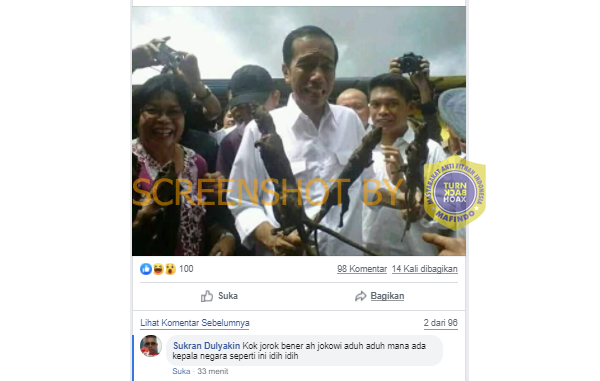 SCREENSHOT BY
MASYARAKAT ANTI FITNAH INDONESIA
TURN
BACK
HOAX
MAFINDO
100
98 Komentar 14 Kali dibagikan
Suka Bagikan
Lihat Komentar Sebelumnya 2 dari 96
Sukran Dulyakin Kok jorok bener ah jokowi aduh aduh mana ada
kepala negara seperti ini idih idih
Suka · 33 menit